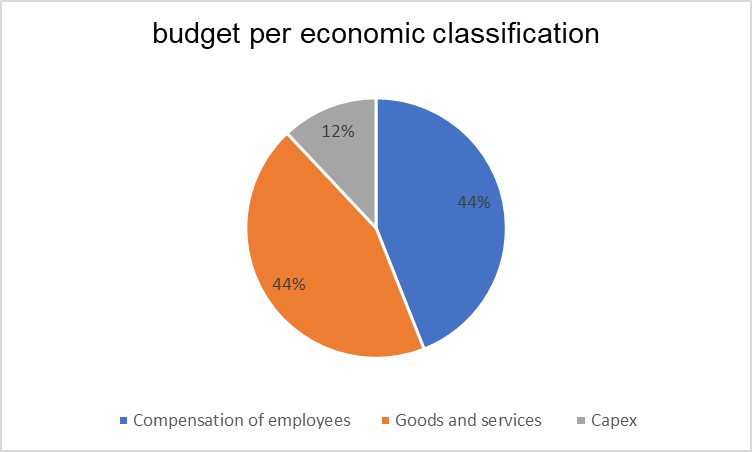 budget per economic classification
12%
44%
44%
Compensation of employees
Goods and services
Capex